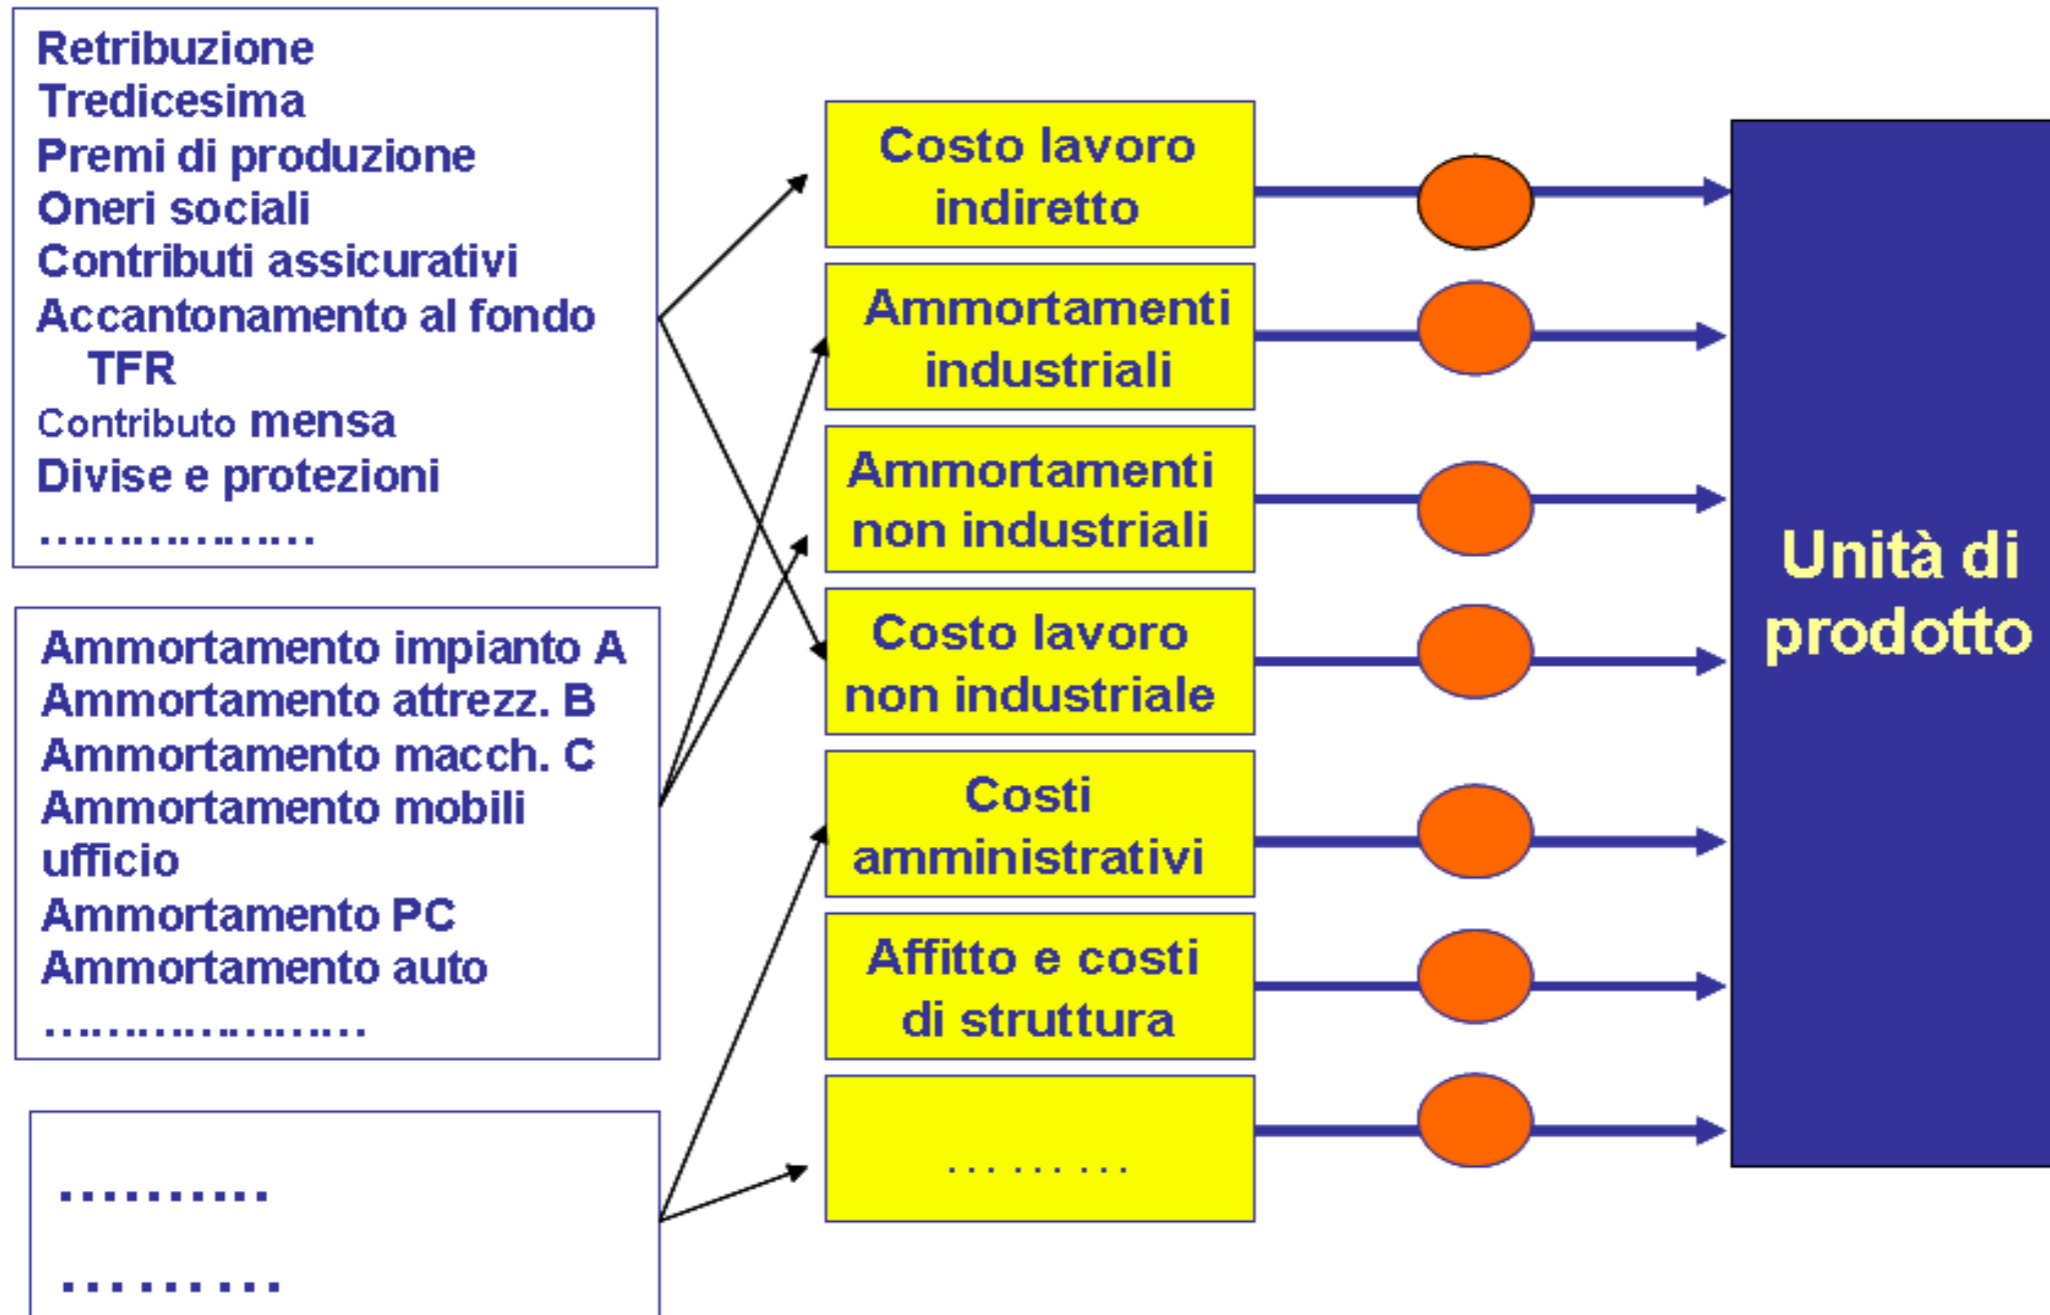 Retribuzione
Tredicesima
Premi di produzione
Oneri sociali
Contributi assicurativi
Accantonamento al fondo
TFR
Contributo mensa
Divise e protezioni
………………
Ammortamento impianto A
Ammortamento attrezz. B
Ammortamento macch. C
Ammortamento mobili
ufficio
Ammortamento PC
Ammortamento auto
…………………
……….
………
Costo lavoro
indiretto
Ammortamenti
industriali
Ammortamenti
non industriali
Costo lavoro
non industriale
Costi
amministrativi
Affitto e costi
di struttura
………
Unità di
prodotto